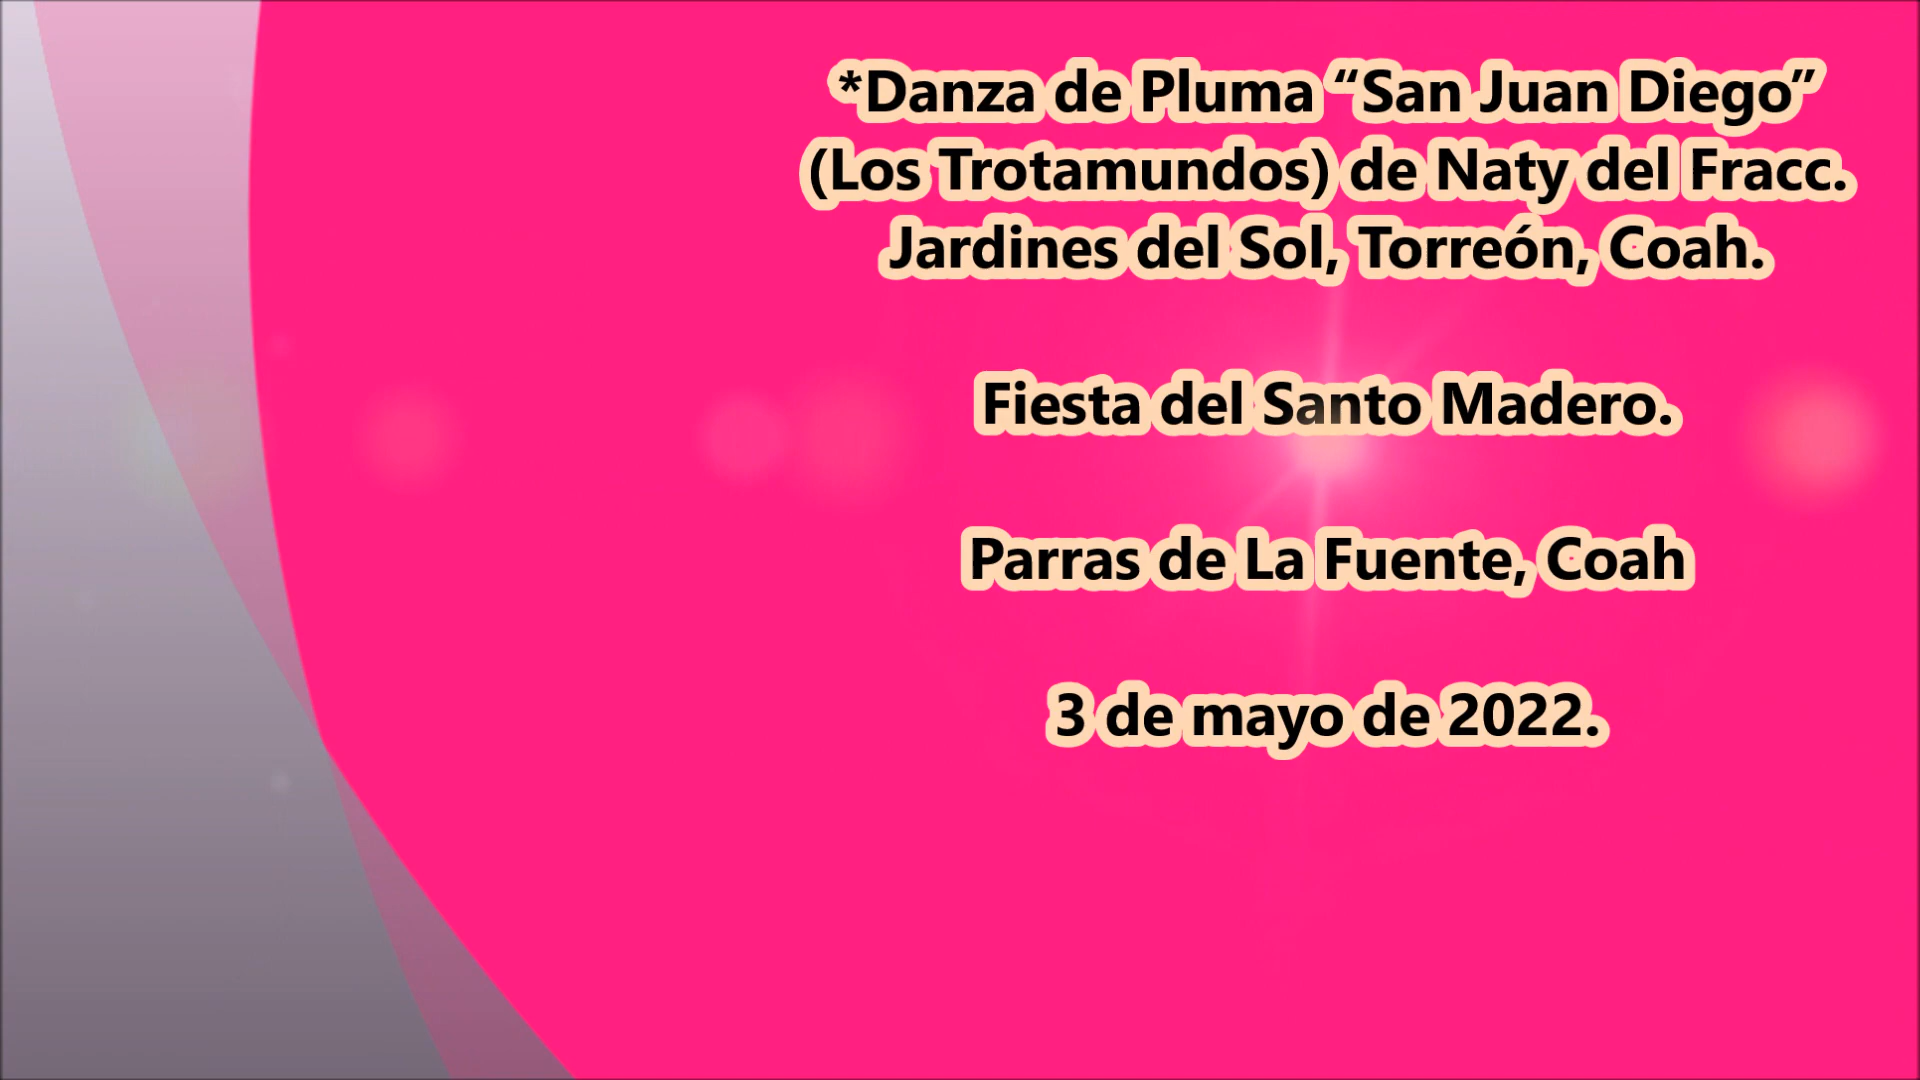 *Danza de Pluma “San Juan Diego”
(Los Trotamundos) de Naty del Fracc.
Jardines del Sol, Torreón, Coah.
Fiesta del Santo Madero.
Parras de La Fuente, Coah
3 de mayo de 2022.